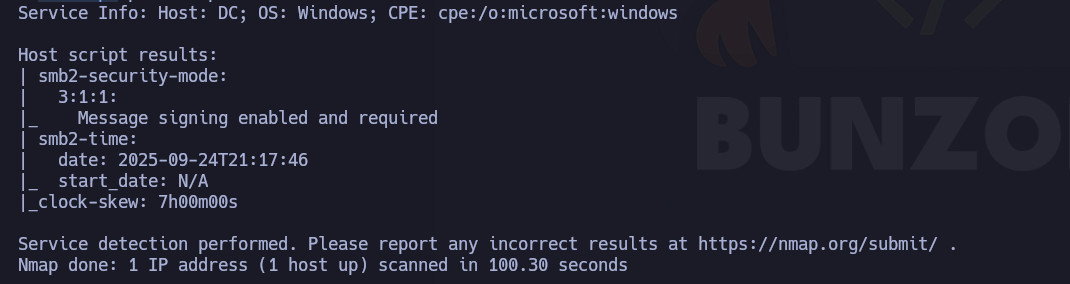 Service Info: Host: DC; OS: Windows; CPE: cpe:/o:microsoft:windows

Host script results:
| smb2-security-mode:
|   3:1:1:
|_    Message signing enabled and required
| smb2-time:
|   date: 2025-09-24T21:17:46
|_  start_date: N/A
|_clock-skew: 7h00m00s
BUNZO

Service detection performed. Please report any incorrect results at https://nmap.org/submit/ .
Nmap done: 1 IP address (1 host up) scanned in 100.30 seconds